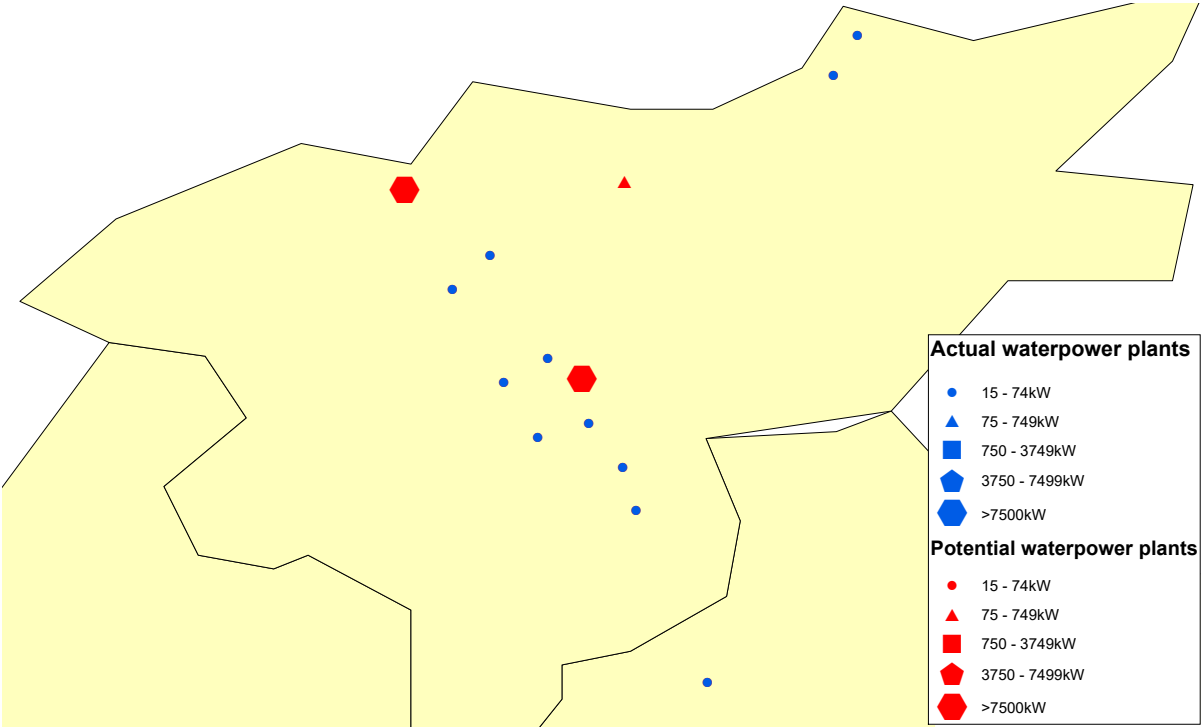 Actual waterpower plants
15 - 74kW
75 - 749kW
750 - 3749kW
3750 - 7499kW
>7500kW
Potential waterpower plants
15 - 74kW
75 - 749kW
750 - 3749kW
3750 - 7499kW
>7500kW